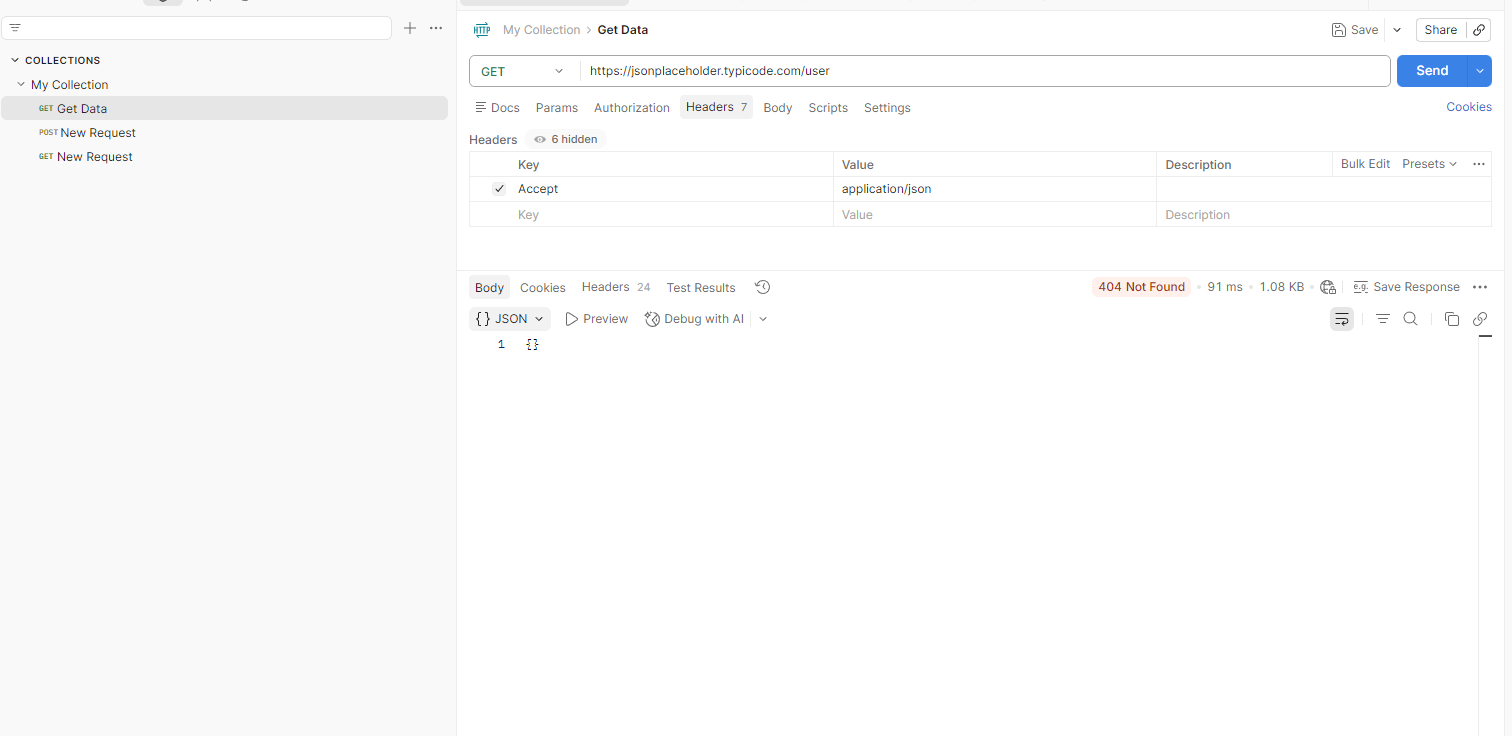 COLLECTIONS
My Collection
GET Get Data
POST New Request
GET New Request
HTTP My Collection > Get Data Save Share
GET https://jsonplaceholder.typicode.com/user Send
Docs Params Authorization Headers 7 Body Scripts Settings Cookies
Headers 6 hidden
Key Value Description Bulk Edit Presets
Accept application/json
Key Value Description
Body Cookies Headers 24 Test Results 404 Not Found • 91 ms • 1.08 KB • e.g. Save Response
{} JSON Preview Debug with AI
1 {}